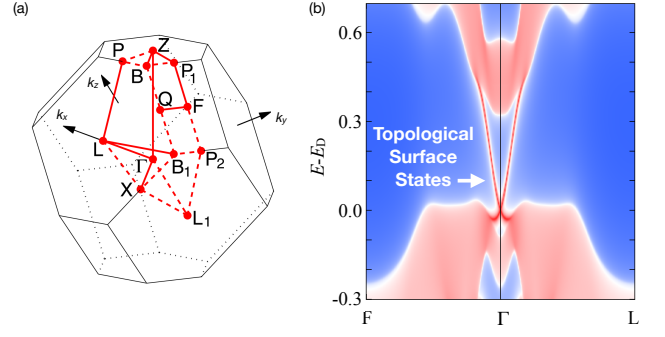 (a)
Z
P
B
P1
kz
Q
F
kx
ky
L
Γ
B1
P2
X
L1
(b)
0.6
0.3
0.0
-0.3
E-ED
Topological
Surface
States
F
Γ
L